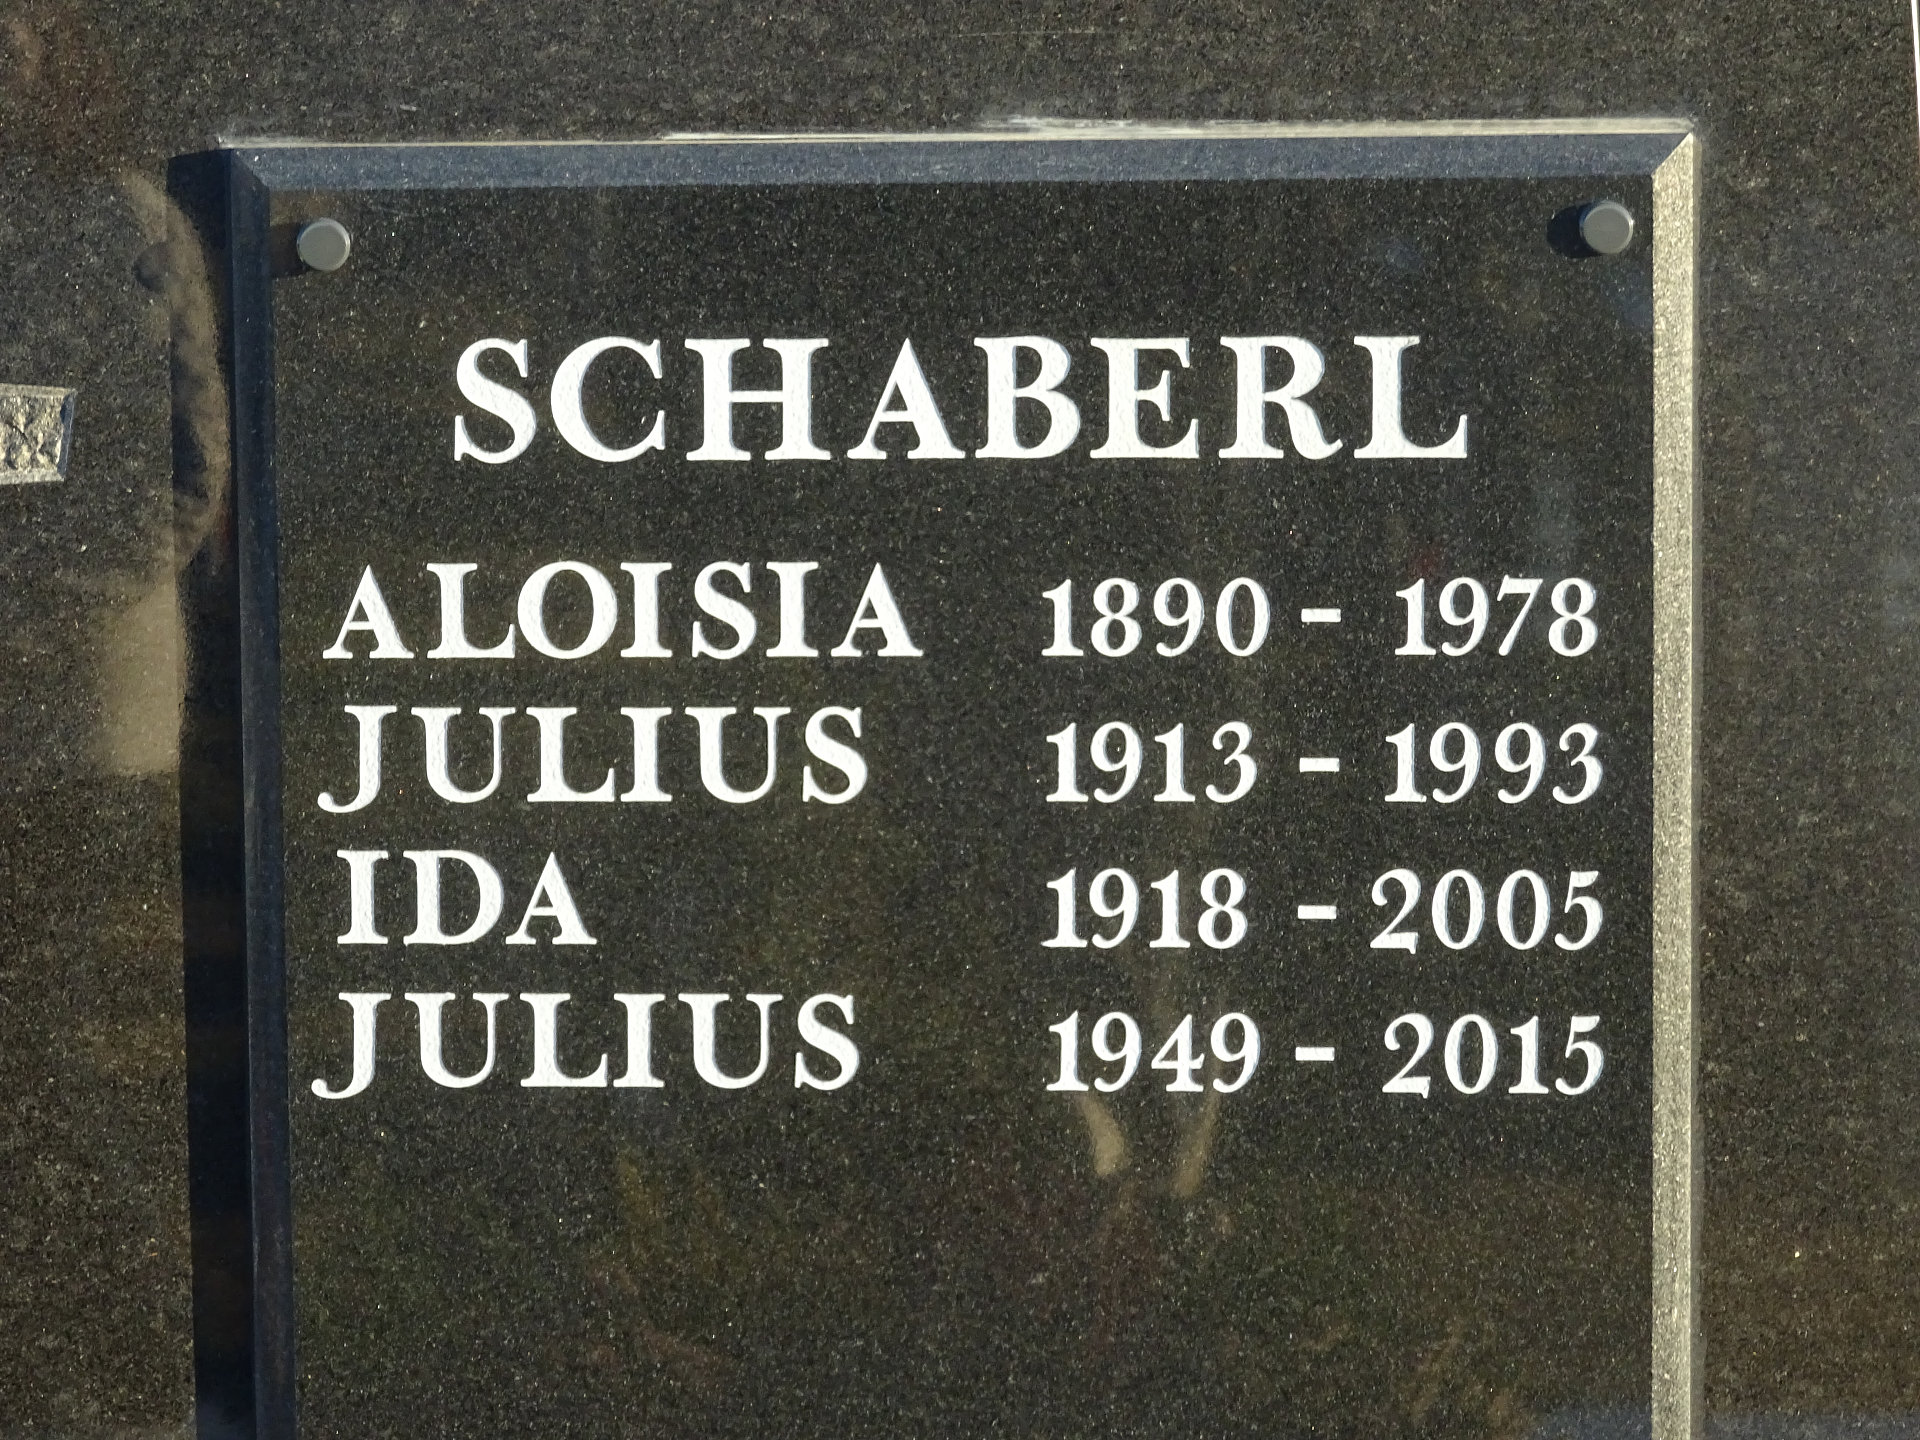 SCHABERL
ALOISIA 1890 - 1978
JULIUS 1913 - 1993
IDA 1918 - 2005
JULIUS 1949 - 2015